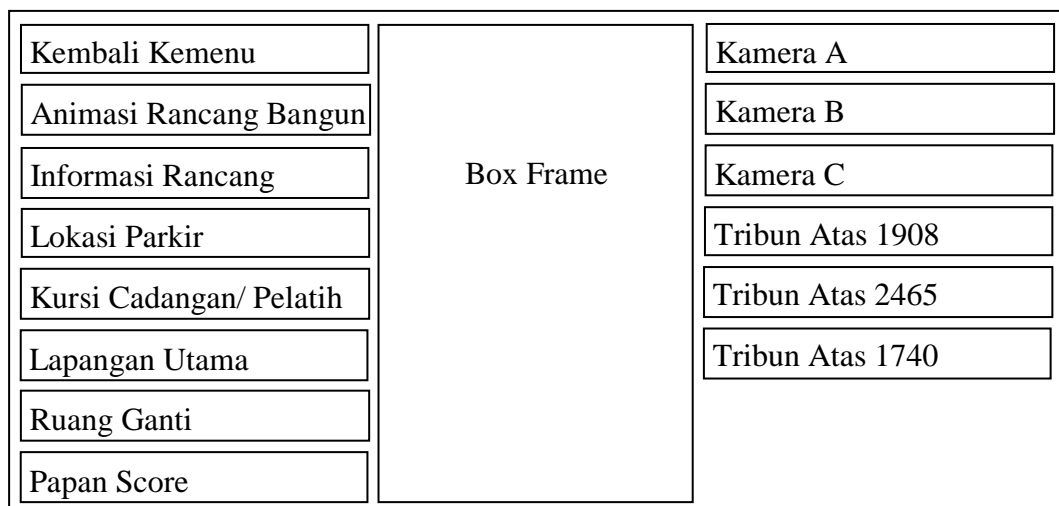 Kembali Kemenu
Animasi Rancang Bangun
Informasi Rancang
Lokasi Parkir
Kursi Cadangan/ Pelatih
Lapangan Utama
Ruang Ganti
Papan Score
Box Frame
Kamera A
Kamera B
Kamera C
Tribun Atas 1908
Tribun Atas 2465
Tribun Atas 1740